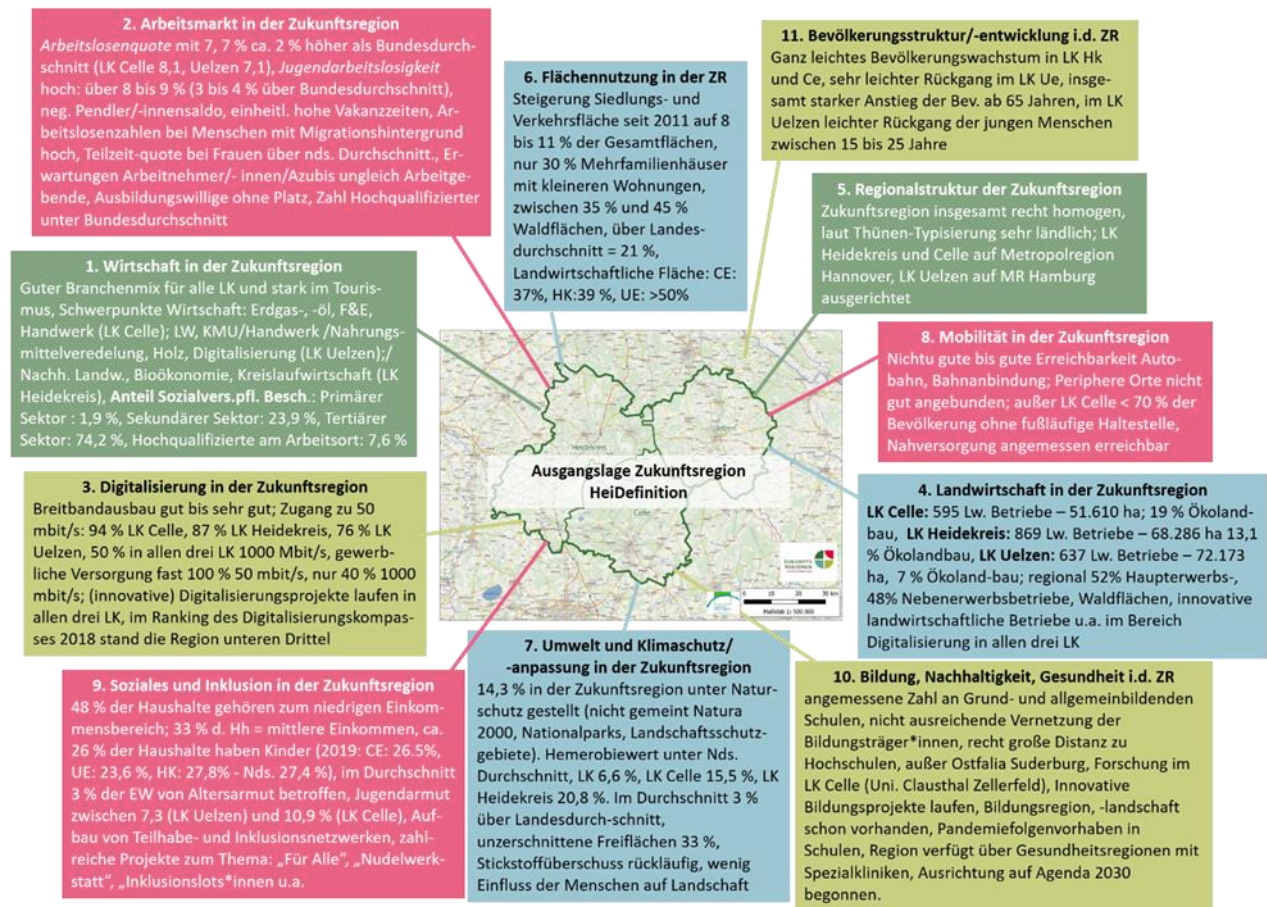 2. Arbeitsmarkt in der Zukunftsregion
Arbeitslosenquote mit 7, 7 % ca. 2 % höher als Bundesdurch-
schnitt (LK Celle 8,1, Uelzen 7,1), Jugendarbeitslosigkeit
hoch: über 8 bis 9 % (3 bis 4 % über Bundesdurchschnitt),
neg. Pendler/-innensaldo, einheitl. hohe Vakanzzeiten, Ar-
beitslosenzahlen bei Menschen mit Migrationshintergrund
hoch, Teilzeit-quote bei Frauen über nds. Durchschnitt., Er-
wartungen Arbeitnehmer/- innen/Azubis ungleich Arbeitge-
bende, Ausbildungswillige ohne Platz, Zahl Hochqualifizierter
unter Bundesdurchschnitt
6. Flächennutzung in der ZR
Steigerung Siedlungs- und
Verkehrsfläche seit 2011 auf 8
bis 11 % der Gesamtflächen,
nur 30 % Mehrfamilienhäuser
mit kleineren Wohnungen,
zwischen 35 % und 45 %
Waldflächen, über Landes-
durchschnitt = 21 %,
Landwirtschaftliche Fläche: CE:
37%, HK:39 %, UE: >50%
11. Bevölkerungsstruktur/-entwicklung i.d. ZR
Ganz leichtes Bevölkerungswachstum in LK Hk
und Ce, sehr leichter Rückgang im LK Ue, insge-
samt starker Anstieg der Bev. ab 65 Jahren, im LK
Uelzen leichter Rückgang der jungen Menschen
zwischen 15 bis 25 Jahre
5. Regionalstruktur der Zukunftsregion
Zukunftsregion insgesamt recht homogen,
laut Thünen-Typisierung sehr ländlich; LK
Heidekreis und Celle auf Metropolregion
Hannover, LK Uelzen auf MR Hamburg
ausgerichtet
1. Wirtschaft in der Zukunftsregion
Guter Branchenmix für alle LK und stark im Touris-
mus, Schwerpunkte Wirtschaft: Erdgas-, -öl, F&E,
Handwerk (LK Celle); LW, KMU/Handwerk /Nahrungs-
mittelveredelung, Holz, Digitalisierung (LK Uelzen);/
Nachh. Landw., Bioökonomie, Kreislaufwirtschaft (LK
Heidekreis), Anteil Sozialvers.pfl. Besch.: Primärer
Sektor : 1,9 %, Sekundärer Sektor: 23,9 %, Tertiärer
Sektor: 74,2 %, Hochqualifizierte am Arbeitsort: 7,6 %
8. Mobilität in der Zukunftsregion
Nichtu gute bis gute Erreichbarkeit Auto-
bahn, Bahnanbindung; Periphere Orte nicht
gut angebunden; außer LK Celle < 70 % der
Bevölkerung ohne fußläufige Haltestelle,
Nahversorgung angemessen erreichbar
Heidekreis
Uelzen
Ausgangslage Zukunftsregion
HeiDefinition
Celle
ZUKUNFTS
REGIONEN
0 10 20 30 km
Maßstab 1: 500 000
3. Digitalisierung in der Zukunftsregion
Breitbandausbau gut bis sehr gut; Zugang zu 50
mbit/s: 94 % LK Celle, 87 % LK Heidekreis, 76 % LK
Uelzen, 50 % in allen drei LK 1000 Mbit/s, gewerb-
liche Versorgung fast 100 % 50 mbit/s, nur 40 % 1000
mbit/s; (innovative) Digitalisierungsprojekte laufen in
allen drei LK, im Ranking des Digitalisierungskompas-
ses 2018 stand die Region unteren Drittel
4. Landwirtschaft in der Zukunftsregion
LK Celle: 595 Lw. Betriebe – 51.610 ha; 19 % Ökoland-
bau, LK Heidekreis: 869 Lw. Betriebe – 68.286 ha 13,1
% Ökolandbau, LK Uelzen: 637 Lw. Betriebe – 72.173
ha, 7 % Ökoland-bau; regional 52% Haupterwerbs-,
48% Nebenerwerbsbetriebe, Waldflächen, innovative
landwirtschaftliche Betriebe u.a. im Bereich
Digitalisierung in allen drei LK
9. Soziales und Inklusion in der Zukunftsregion
48 % der Haushalte gehören zum niedrigen Einkom-
mensbereich; 33 % d. Hh = mittlere Einkommen, ca.
26 % der Haushalte haben Kinder (2019: CE: 26.5%,
UE: 23,6 %, HK: 27,8% - Nds. 27,4 %), im Durchschnitt
3 % der EW von Altersarmut betroffen, Jugendarmut
zwischen 7,3 (LK Uelzen) und 10,9 % (LK Celle), Auf-
bau von Teilhabe- und Inklusionsnetzwerken, zahl-
reiche Projekte zum Thema: „Für Alle“, „Nudelwerk-
statt“, „Inklusionslots*innen u.a.
7. Umwelt und Klimaschutz/
-anpassung in der Zukunftsregion
14,3 % in der Zukunftsregion unter Natur-
schutz gestellt (nicht gemeint Natura
2000, Nationalparks, Landschaftsschutz-
gebiete). Hemerobiewert unter Nds.
Durchschnitt, LK 6,6 %, LK Celle 15,5 %, LK
Heidekreis 20,8 %. Im Durchschnitt 3 %
über Landesdurch-schnitt,
unzerschnittene Freiflächen 33 %,
Stickstoffüberschuss rückläufig, wenig
Einfluss der Menschen auf Landschaft
10. Bildung, Nachhaltigkeit, Gesundheit i.d. ZR
angemessene Zahl an Grund- und allgemeinbildenden
Schulen, nicht ausreichende Vernetzung der
Bildungsträger*innen, recht große Distanz zu
Hochschulen, außer Ostfalia Suderburg, Forschung im
LK Celle (Uni. Clausthal Zellerfeld), Innovative
Bildungsprojekte laufen, Bildungsregion, -landschaft
schon vorhanden, Pandemiefolgenvorhaben in
Schulen, Region verfügt über Gesundheitsregionen mit
Spezialkliniken, Ausrichtung auf Agenda 2030
begonnen.